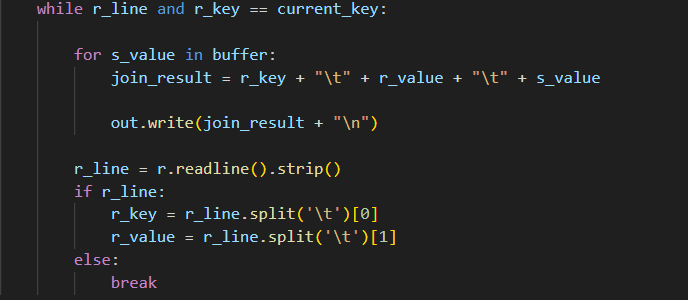 while r_line and r_key == current_key:
for s_value in buffer:
join_result = r_key + "\t" + r_value + "\t" + s_value
out.write(join_result + "\n")
r_line = r.readline().strip()
if r_line:
r_key = r_line.split('\t')[0]
r_value = r_line.split('\t')[1]
else:
break